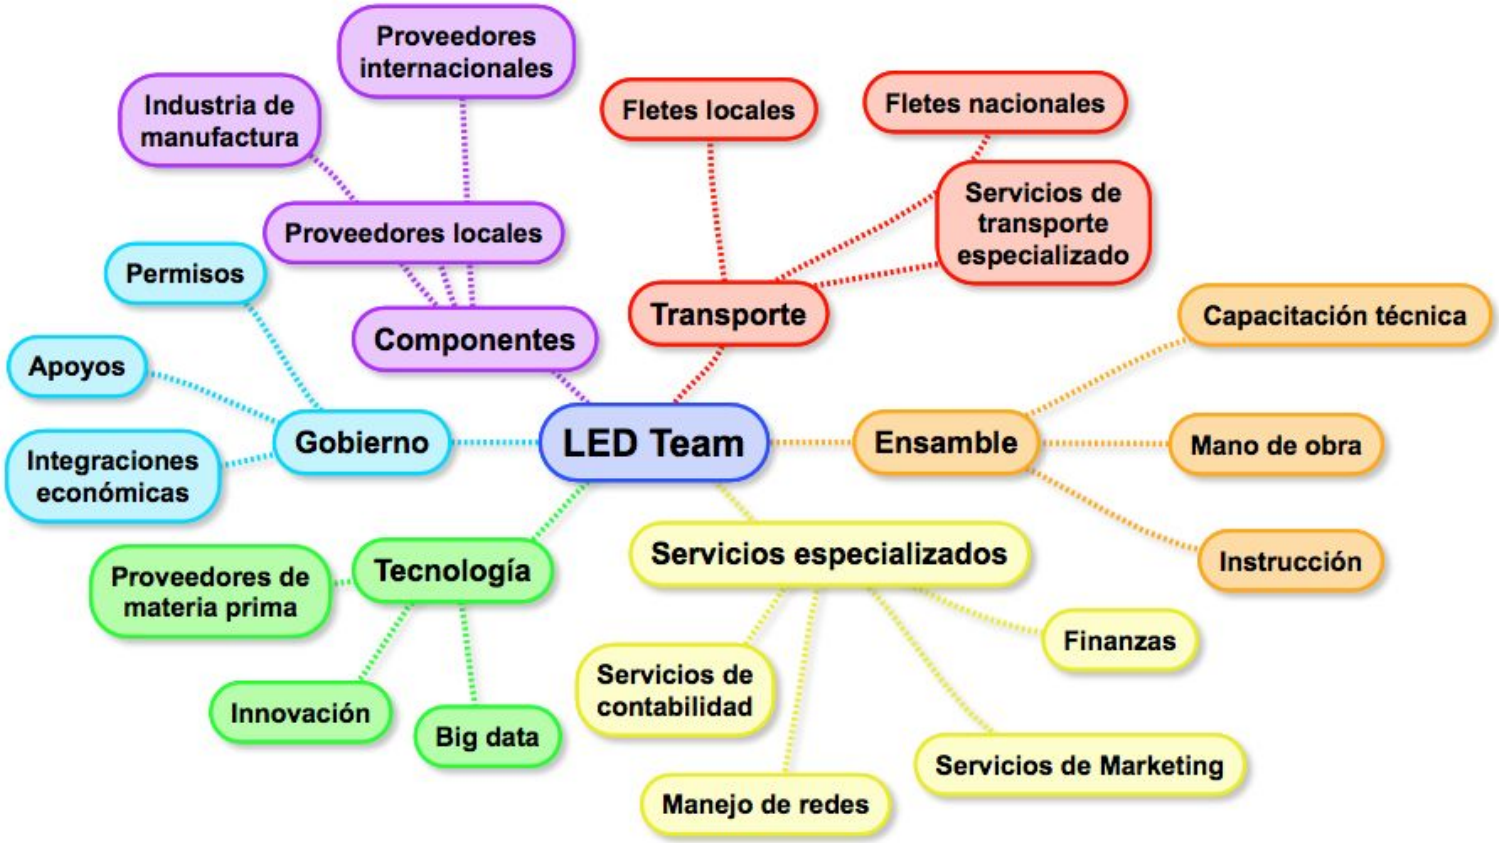 Proveedores
internacionales
Industria de
manufactura
Proveedores locales
Componentes
Fletes locales
Fletes nacionales
Servicios de
transporte
especializado
Transporte
Permisos
Apoyos
Integraciones
económicas
Gobierno
LED Team
Ensamble
Capacitación técnica
Mano de obra
Instrucción
Tecnología
Proveedores de
materia prima
Innovación
Big data
Servicios especializados
Servicios de
contabilidad
Manejo de redes
Servicios de Marketing
Finanzas